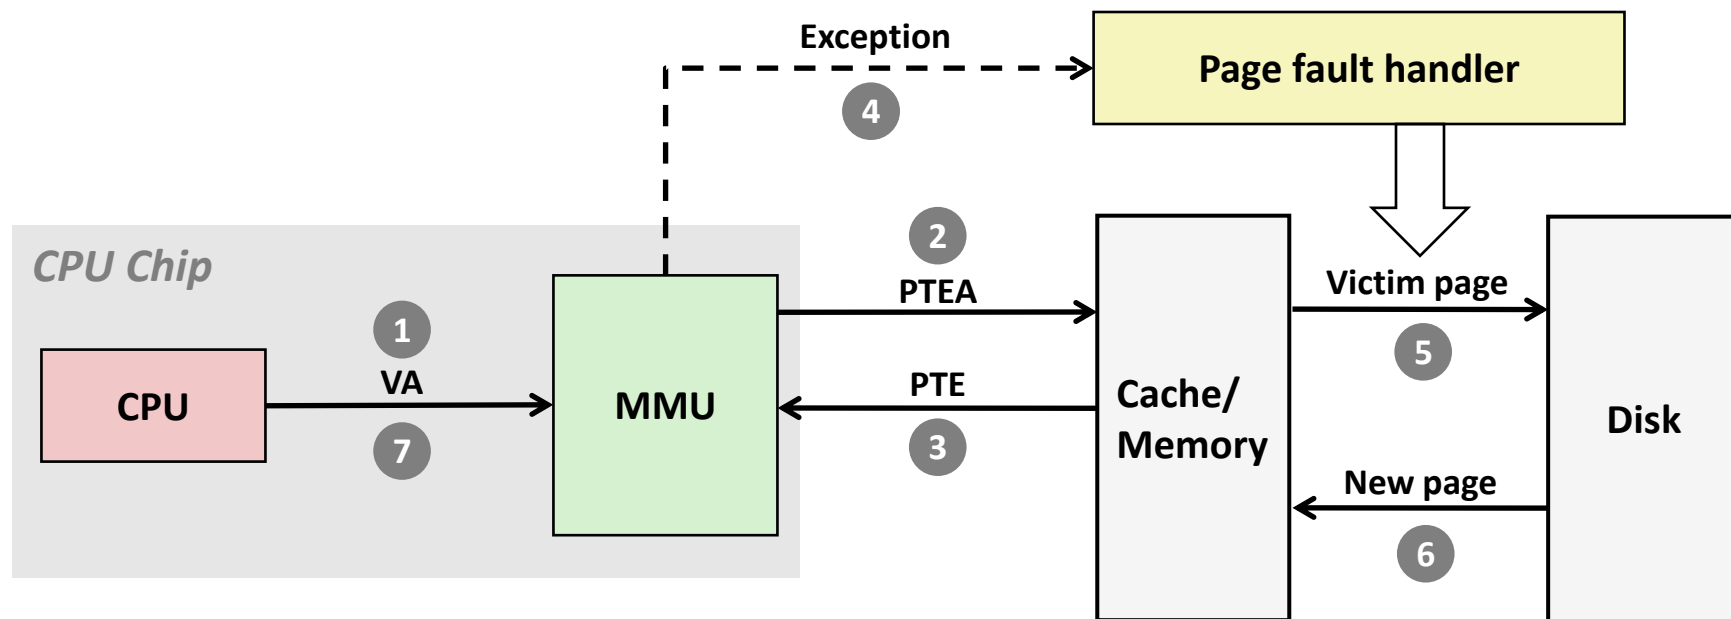 Exception
Page fault handler
4
CPU Chip
2
PTEA
Victim page
1
VA
5
CPU
MMU
PTE
Cache/
Memory
Disk
7
3
New page
6